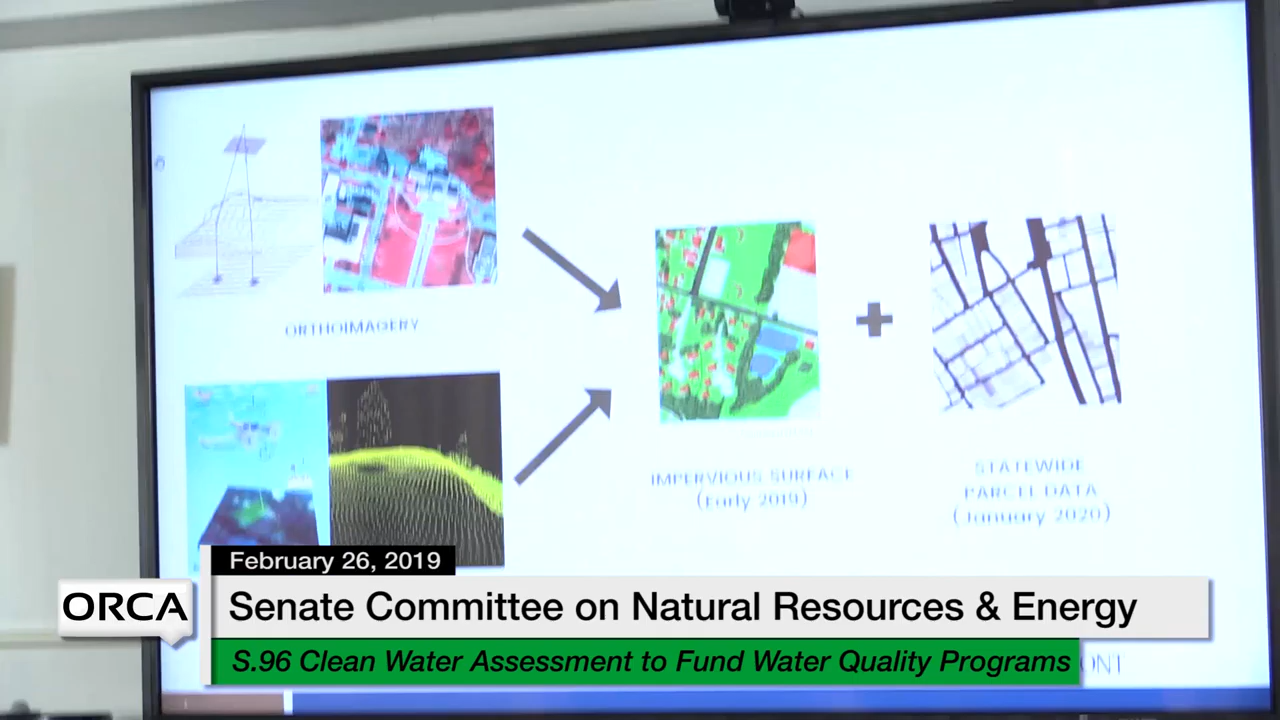 ORTHOIMAGERY
IMPERVIOUS SURFACE
(Early 2019)
STATEWIDE
PARCEL DATA
(January 2020)
February 26, 2019
ORCA
Senate Committee on Natural Resources & Energy
S.96 Clean Water Assessment to Fund Water Quality Programs